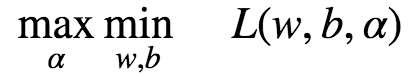 max min L(w, b, α)
α w,b